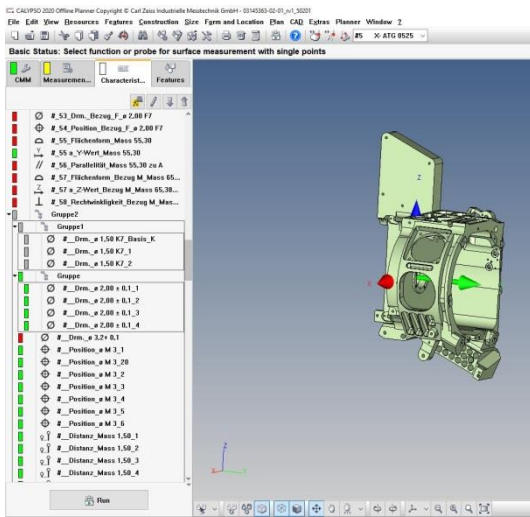 CALYPSO 2020 Offline Planner Copyright © Carl Zeiss Industrielle Messtechnik GmbH - 03145363-02-01_rv1_50201
File Edit View Resources Features Construction Size Form and Location Plan CAD Extras Planner Window ?
#5 X- ATG 0525
Basic Status: Select function or probe for surface measurement with single points
CMM
Measuremen...
Characterist...
Features
#_53_Drm._Bezug_F_ø 2,00 F7
#_54_Position_Bezug_F_ø 2,00 F7
#_55_Flächenform_Mass 55,30
#_55 a_Y-Wert_Mass 55,30
#_56_Parallelität_Mass 55,30 zu A
#_57_Flächenform_Bezug M_Mass 65...
#_57 a_Z-Wert_Bezug M_Mass 65,30...
#_58_Rechtwinkligkeit_Bezug M_Mas...
Gruppe2
Gruppe1
#__Drm._ø 1,50 K7_Basis_K
#__Drm._ø 1,50 K7_1
#__Drm._ø 1,50 K7_2
Gruppe
#__Drm._ø 2,00 ± 0,1_1
#__Drm._ø 2,00 ± 0,1_2
#__Drm._ø 2,00 ± 0,1_3
#__Drm._ø 2,00 ± 0,1_4
#__Drm._ø 3,2+ 0,1
#__Position_ø M 3_1
#__Position_ø M 3_20
#__Position_ø M 3_2
#__Position_ø M 3_3
#__Position_ø M 3_4
#__Position_ø M 3_5
#__Position_ø M 3_6
#__Distanz_Mass 1,50_1
#__Distanz_Mass 1,50_2
#__Distanz_Mass 1,50_3
#__Distanz_Mass 1,50_4
Run
Z
X
Z
X
Y